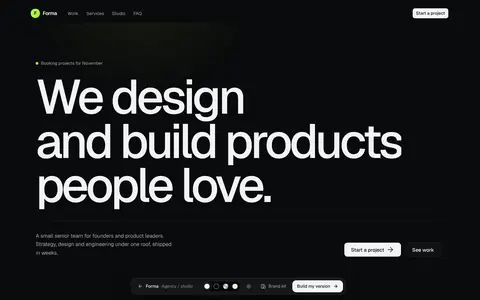 F Forma Work Services Studio FAQ Start a project
Booking projects for November
We design
and build products
people love.
A small senior team for founders and product leaders.
Strategy, design and engineering under one roof, shipped
in weeks.
Start a project → See work
← Forma Agency / studio Brand kit Build my version →